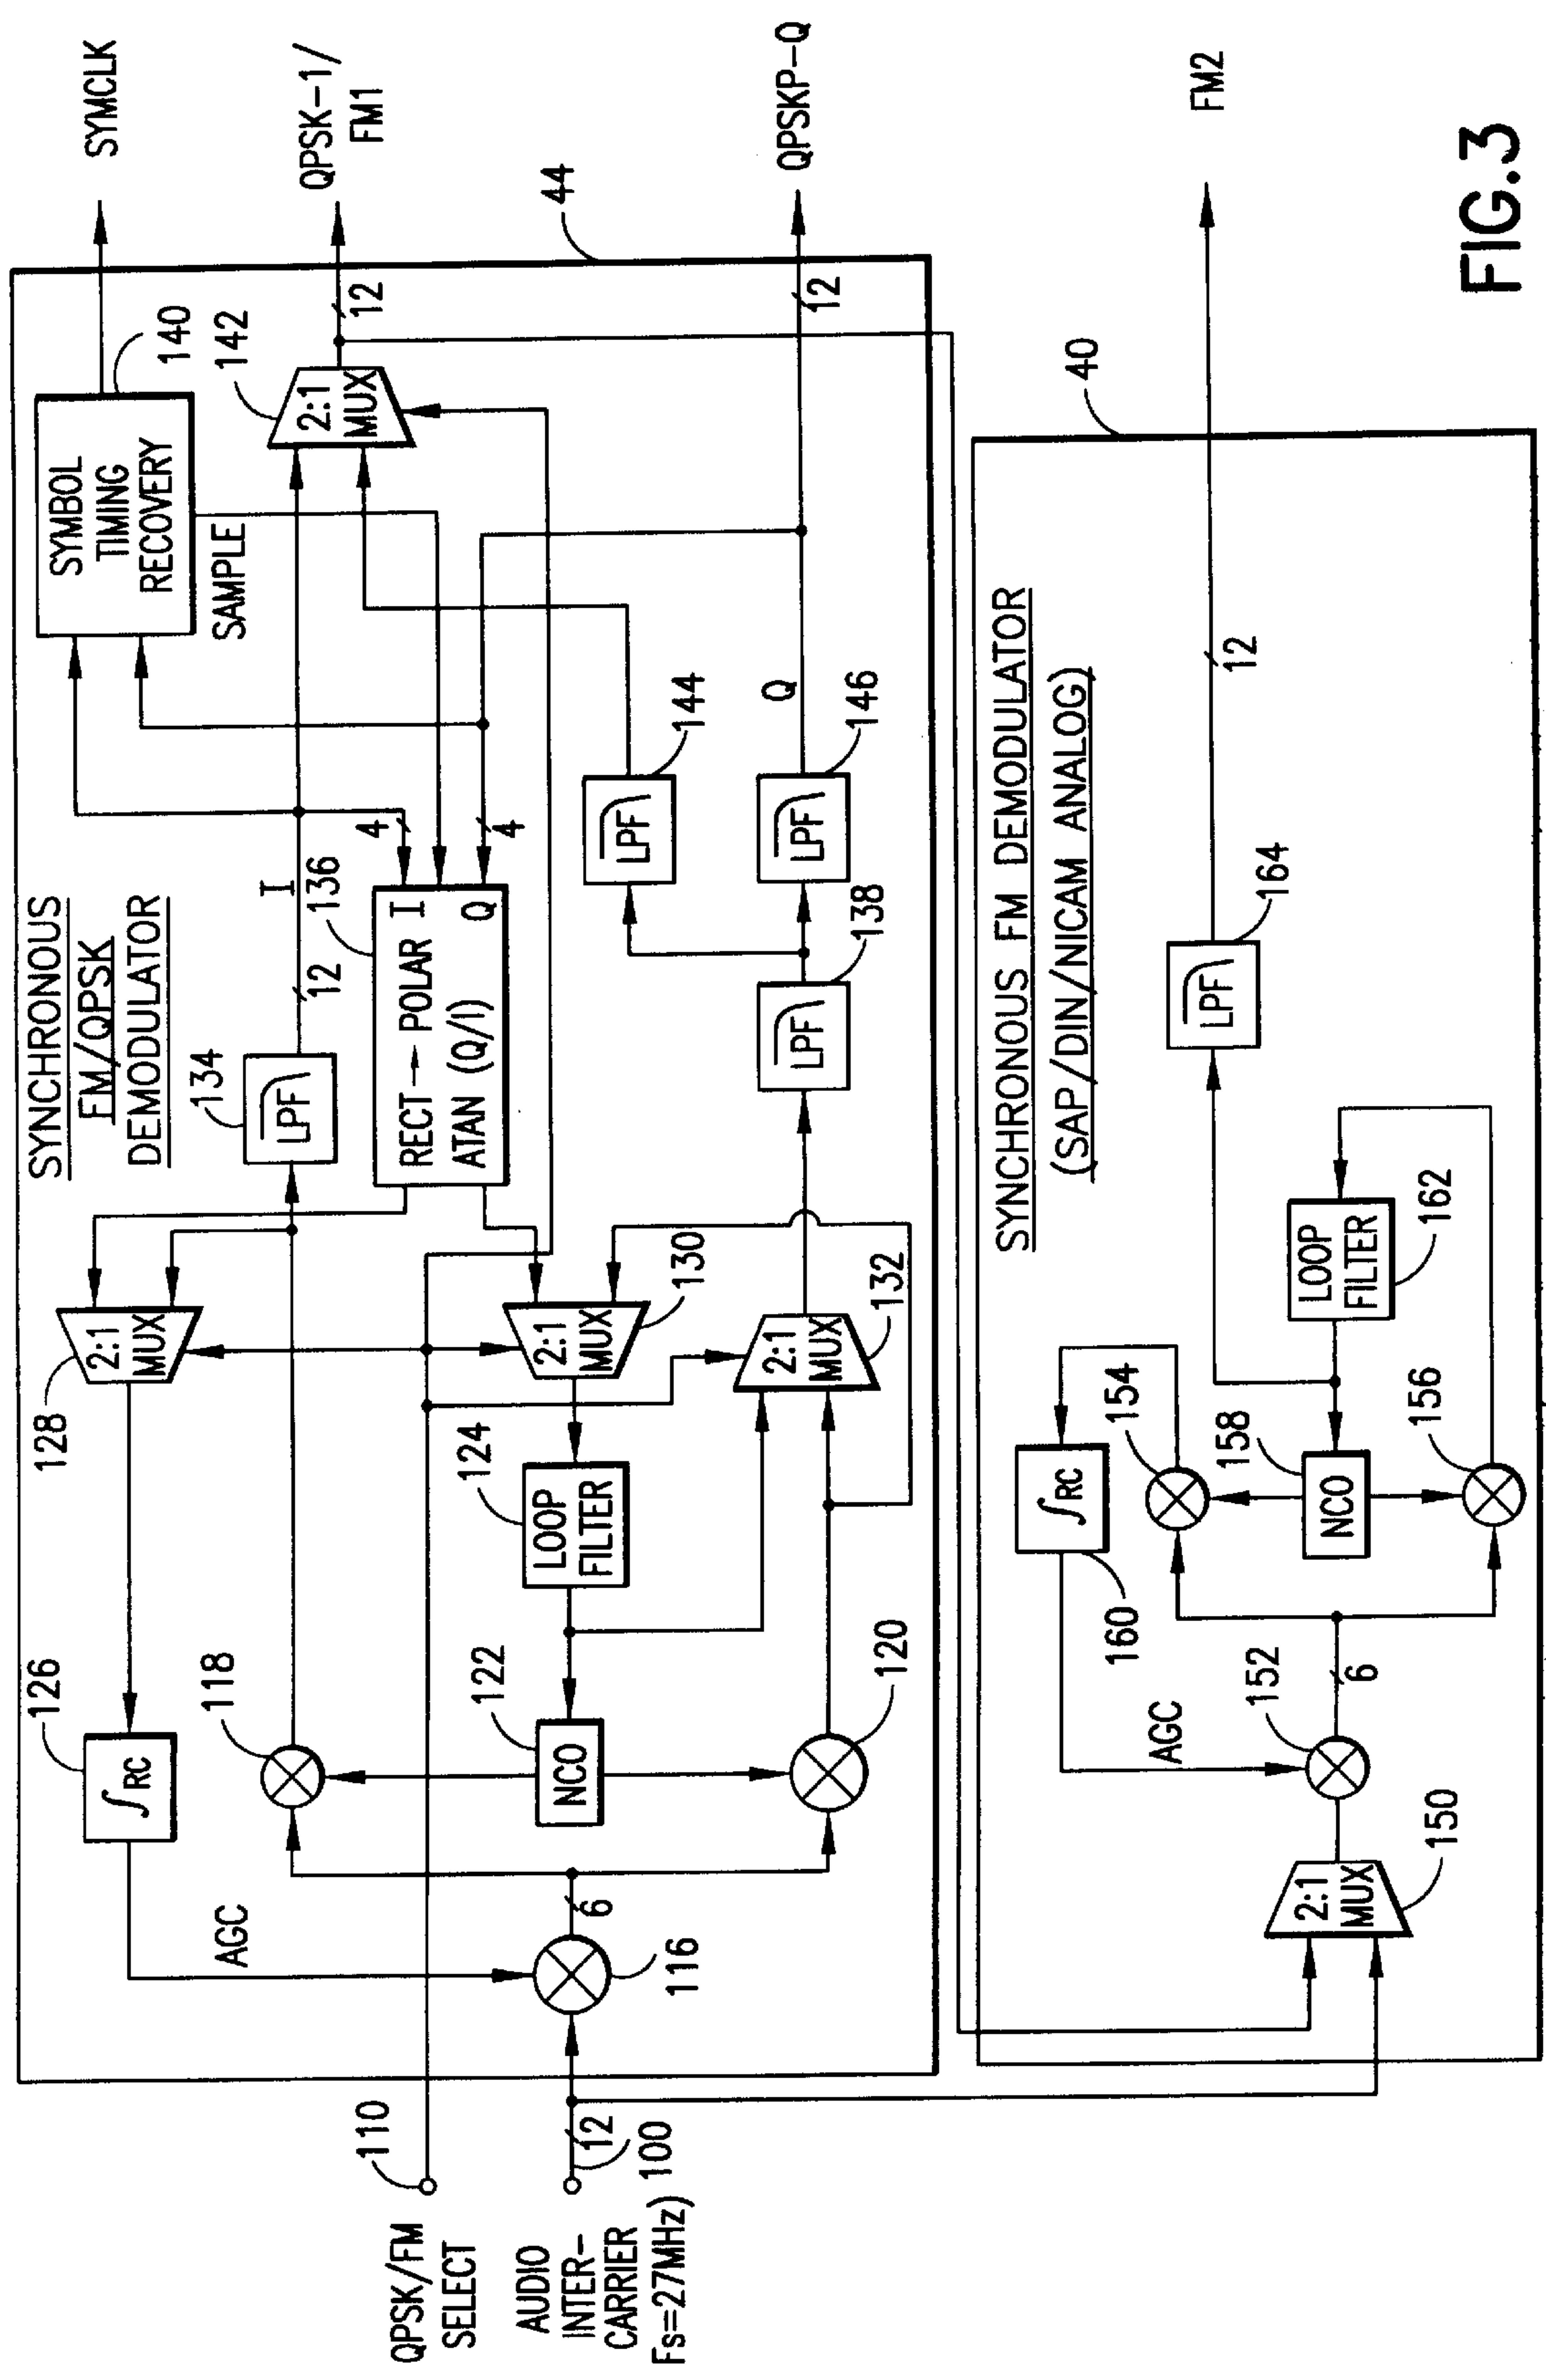 SYNCHRONOUS
FM/QPSK
DEMODULATOR
126
∫RC
AGC
128
2:1
MUX
118
134
LPF
I
12
SYMBOL
TIMING
RECOVERY
SAMPLE
140
SYMCLK
142
2:1
MUX
12
QPSK-1/
FM1
44
110
QPSK/FM
SELECT
136
RECT→POLAR I
ATAN (Q/I) Q
4
4
AUDIO
INTER-
CARRIER
Fs=27MHz)
100
12
116
6
122
NCO
124
LOOP
FILTER
130
2:1
MUX
120
132
2:1
MUX
138
LPF
144
LPF
146
LPF
Q
12
QPSKP-Q
SYNCHRONOUS FM DEMODULATOR
(SAP/DIN/NICAM ANALOG)
40
150
2:1
MUX
AGC
152
6
160
∫RC
154
158
NCO
156
LOOP
FILTER
162
164
LPF
12
FM2
FIG.3